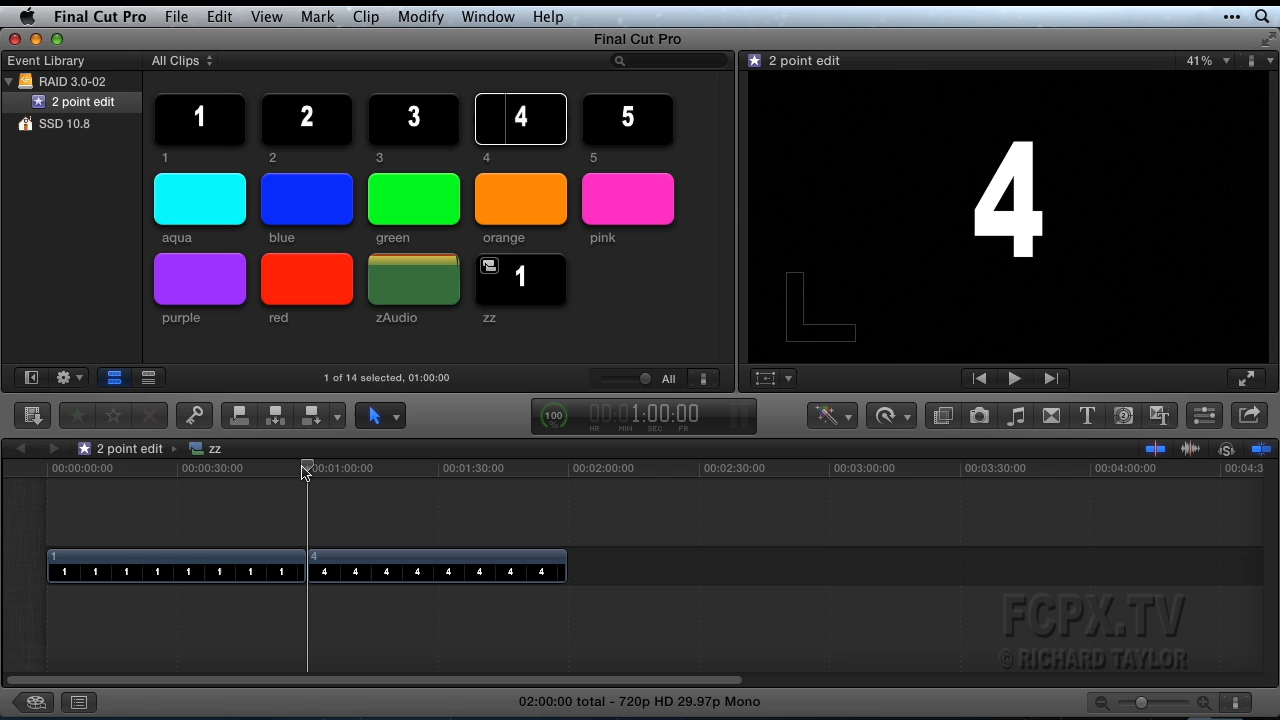 Final Cut Pro File Edit View Mark Clip Modify Window Help
Final Cut Pro
Event Library
All Clips
2 point edit
41%
RAID 3.0-02
2 point edit
SSD 10.8
1 2 3 4 5
1 2 3 4 5
aqua blue green orange pink
1
purple red zAudio zz
4
1 of 14 selected, 01:00:00
All
100 %
00:01:00:00
HR MIN SEC FR
T
2 point edit
zz
S
00:00:00:00 00:00:30:00 00:01:00:00 00:01:30:00 00:02:00:00 00:02:30:00 00:03:00:00 00:03:30:00 00:04:00:00 00:04:3
1 4
1 1 1 1 1 1 1 1 4 4 4 4 4 4 4 4
FCPX.TV
© RICHARD TAYLOR
02:00:00 total - 720p HD 29.97p Mono